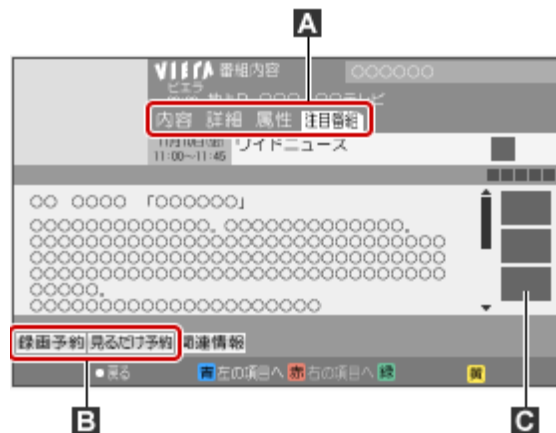 A
VIErA 番組内容 ○○○○○○
ビエラ
内容 詳細 属性 注目番組
11:00～11:45 ワイドニュース
○○ ○○○○ 「○○○○○○」
○○○○○○○○○○○○○。○○○○○○○○○○○○○。
○○○○○○○○○○○○○○○○○○○○○○○○○○○○○○
○○○○○○○○○○○○○○○○○○○○○○○○○○○○○○
○○○○○○○○○○○○○○○○○○○○○○○○○○○○○○
○○○○○。
○○○○○○○○○○○○○○○○○○○○○
録画予約 見るだけ予約 関連情報
●戻る 青 左の項目へ 赤 右の項目へ 緑 黄
B C